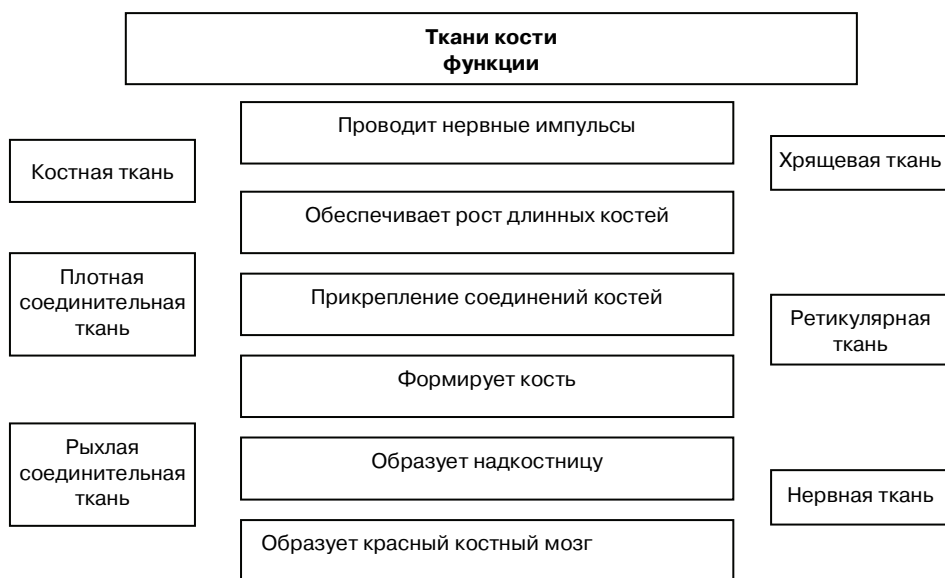 Ткани кости
функции
Проводит нервные импульсы
Костная ткань
Хрящевая ткань
Обеспечивает рост длинных костей
Плотная
соединительная
ткань
Прикрепление соединений костей
Ретикулярная
ткань
Формирует кость
Рыхлая
соединительная
ткань
Образует надкостницу
Нервная ткань
Образует красный костный мозг